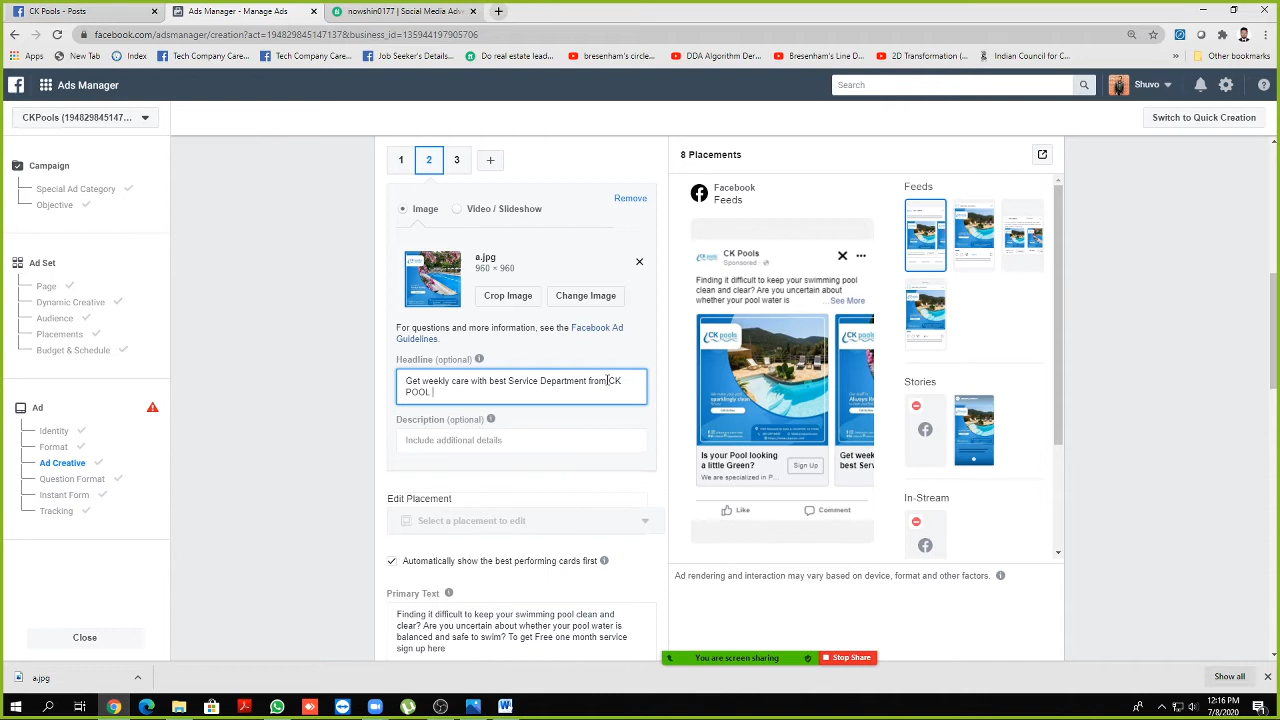 CK Pools - Posts
Ads Manager - Manage Ads
nowshin0177 | Social Media Adv
facebook.com/adsmanager/creation?act=194829845147137&business_id=135944197905706
Apps
New Tab
Index
Tech Company Care...
Tech Company Care...
Job Seeker's Details...
Do real estate leder...
bresenham's circle...
DDA Algorithm Der...
Bresenham's Line D...
2D Transformation (...
Indian Council for C...
Other bookmarks
Ads Manager
Search
Shuvo
CKPools (194829845147...
Switch to Quick Creation
Campaign
Special Ad Category
Objective
Ad Set
Page
Dynamic Creative
Audience
Placements
Budget & Schedule
Ad
Identity
Format
Ad Creative
Question Format
Instant Form
Tracking
Close
1 2 3 +
Remove
Image
Video / Slideshow
a.jpg
960 × 960
Crop Image
Change Image
For questions and more information, see the Facebook Ad
Guidelines.
Headline (optional)
Get weekly care with best Service Department from CK
POOL
Description (optional)
Include additional details
Edit Placement
Select a placement to edit
Automatically show the best performing cards first
Primary Text
Finding it difficult to keep your swimming pool clean and
clear? Are you uncertain about whether your pool water is
balanced and safe to swim? To get Free one month service
sign up here
8 Placements
Facebook
Feeds
CK Pools
Sponsored
Finding it difficult to keep your swimming pool
clean and clear? Are you uncertain about
whether your pool water is ...See More
CK pools
We make your pool
sparklingly clean
Is your Pool looking
a little Green?
We are specialized in P...
Sign Up
Get wee
best Serv
Like
Comment
Feeds
Stories
In-Stream
Ad rendering and interaction may vary based on device, format and other factors.
You are screen sharing
Stop Share
Show all
12:16 PM
7/8/2020